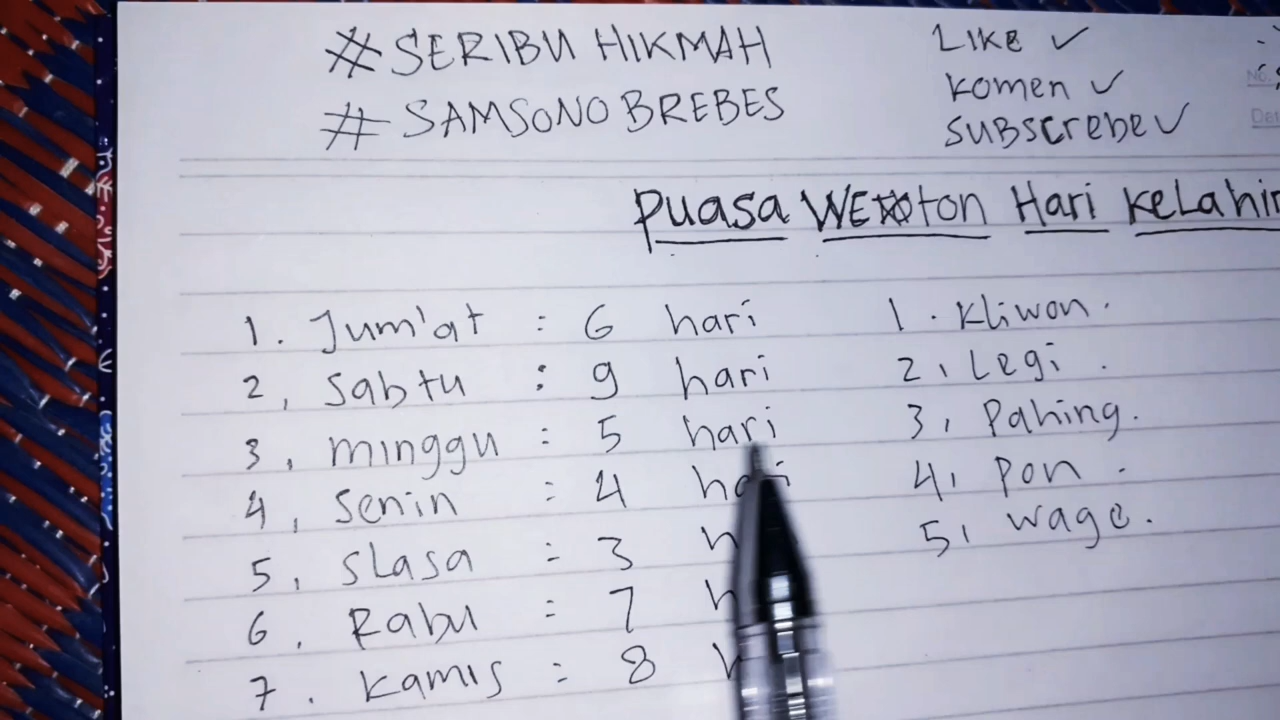 #SERIBU HIKMAH
#SAMSONO BREBES
LIKE ✓
Komen ✓
SUBScrebe ✓
Puasa WEton Hari KeLahir
1. Jum'at : 6 hari
2, Sabtu : 9 hari
3, minggu : 5 hari
4, Senin : 4 hari
5, SLasa : 3 h
6, Rabu : 7 h
7. Kamis : 8 h
1. Kliwon.
2, Legi.
3, Pahing.
4, Pon.
5, Wage.